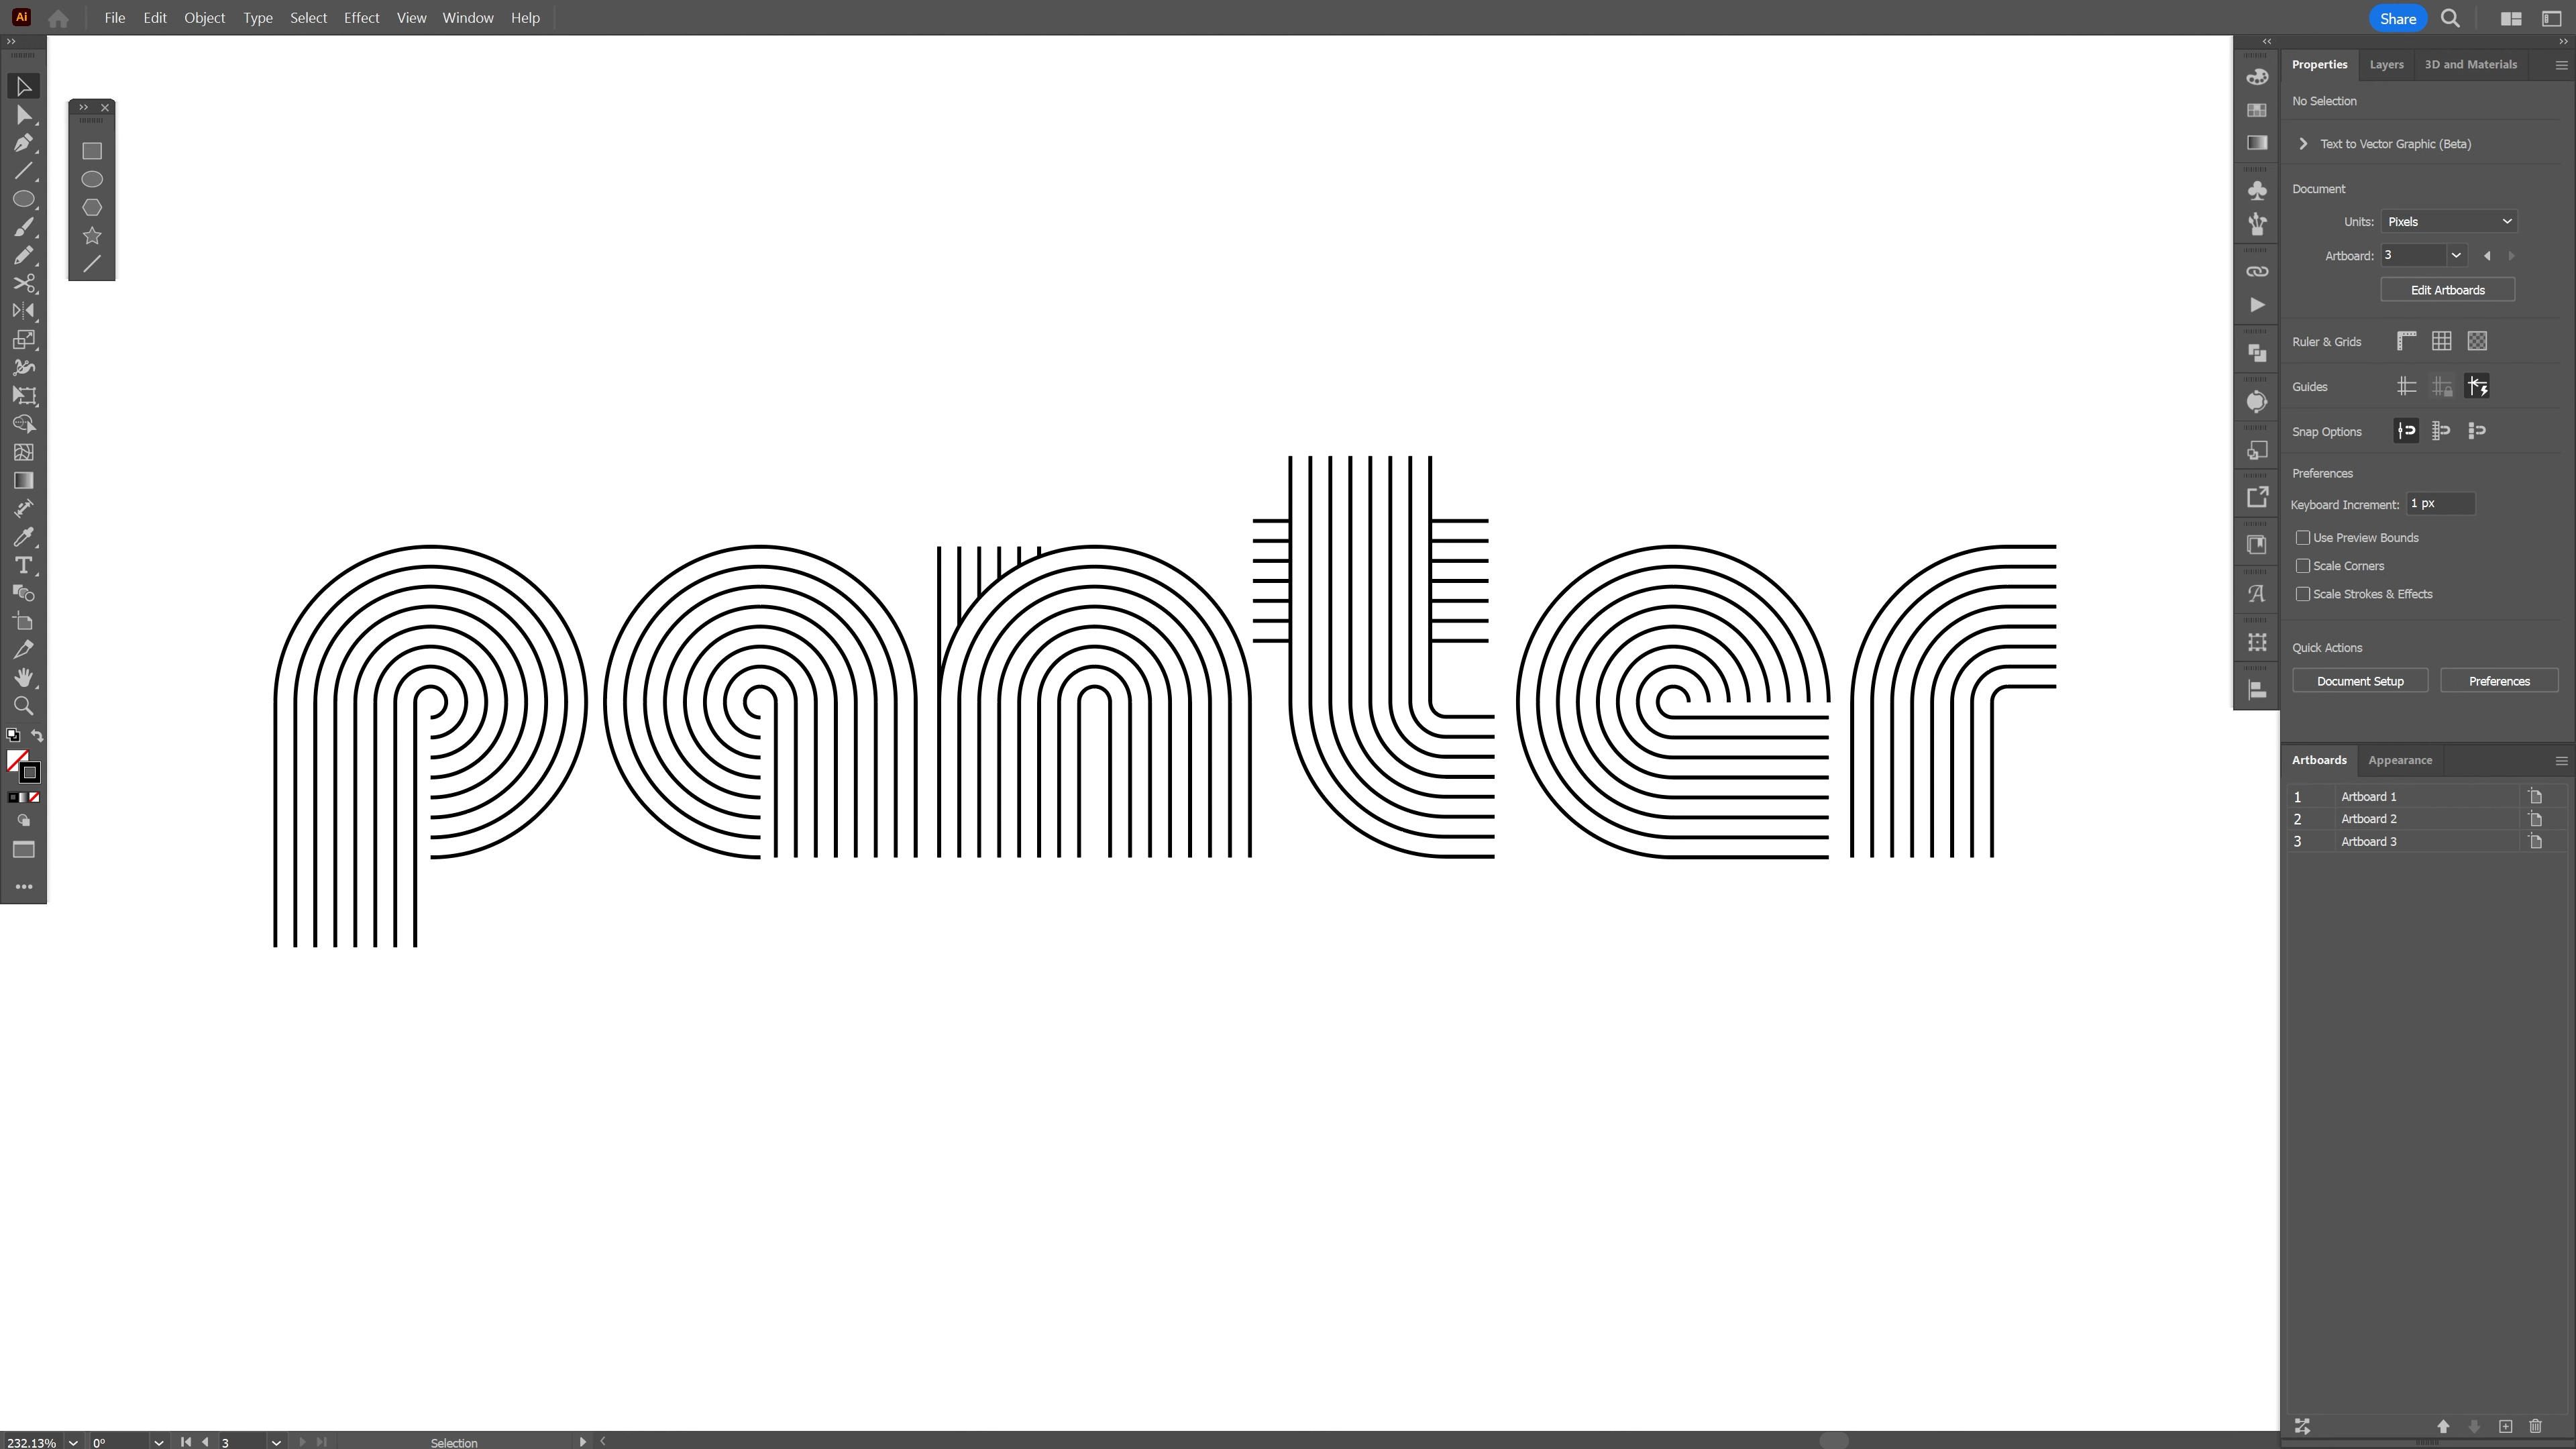 Ai File Edit Object Type Select Effect View Window Help Share
Properties Layers 3D and Materials
No Selection
Text to Vector Graphic (Beta)
Document
Units: Pixels
Artboard: 3
Edit Artboards
Ruler & Grids
Guides
Snap Options
Preferences
Keyboard Increment: 1 px
Use Preview Bounds
Scale Corners
Scale Strokes & Effects
Quick Actions
Document Setup Preferences
panter
Artboards Appearance
1 Artboard 1
2 Artboard 2
3 Artboard 3
232.13% 0° 3 Selection